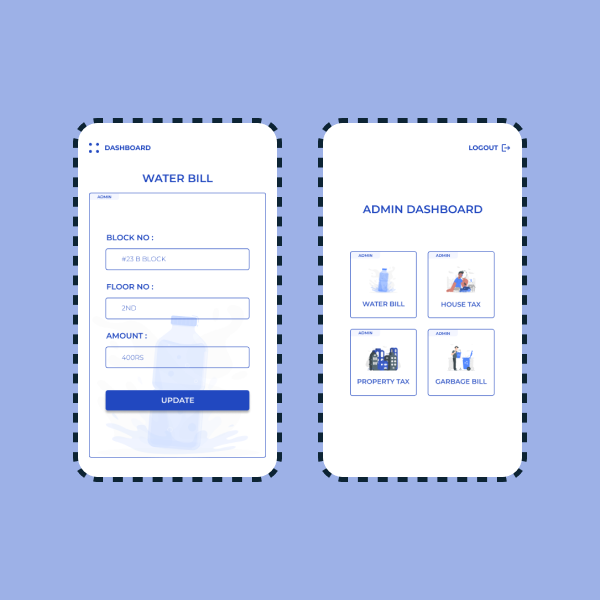 DASHBOARD
WATER BILL
ADMIN
BLOCK NO :
#23 B BLOCK
FLOOR NO :
2ND
AMOUNT :
400RS
UPDATE
LOGOUT
ADMIN DASHBOARD
ADMIN
WATER BILL
ADMIN
HOUSE TAX
ADMIN
PROPERTY TAX
ADMIN
GARBAGE BILL